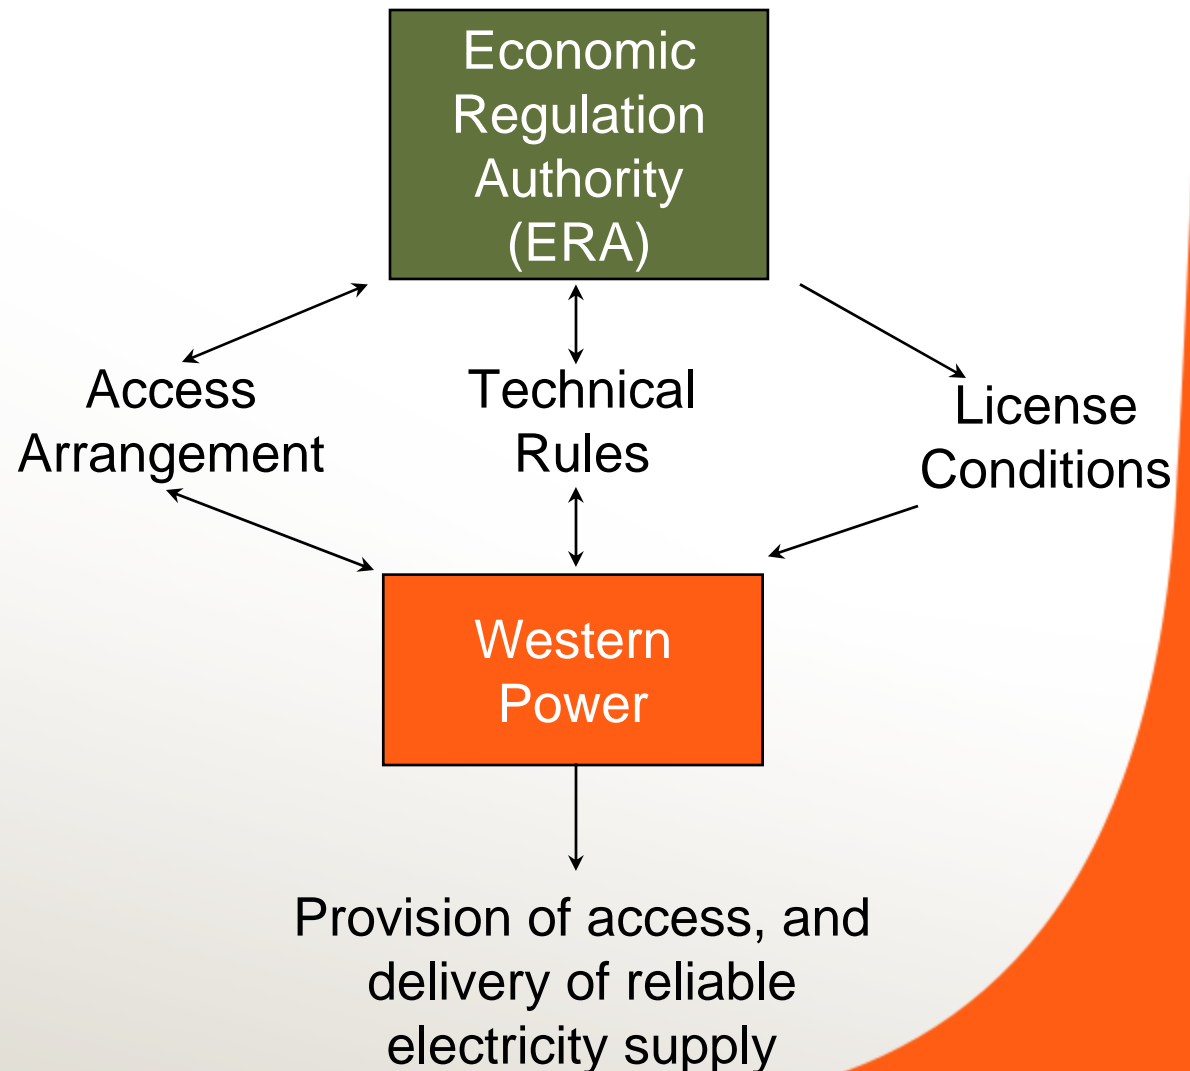 Economic
Regulation
Authority
(ERA)
Access
Arrangement
Technical
Rules
License
Conditions
Western
Power
Provision of access, and
delivery of reliable
electricity supply